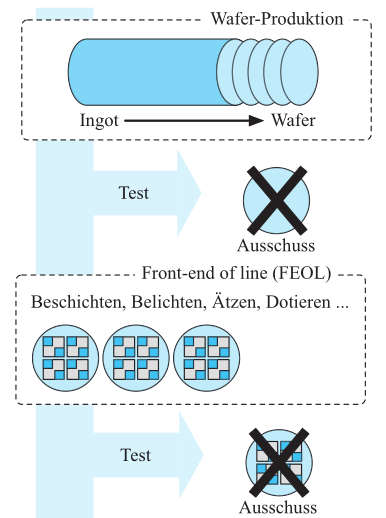 Wafer-Produktion
Ingot
Wafer
Test
Ausschuss
Front-end of line (FEOL)
Beschichten, Belichten, Ätzen, Dotieren ...
Test
Ausschuss